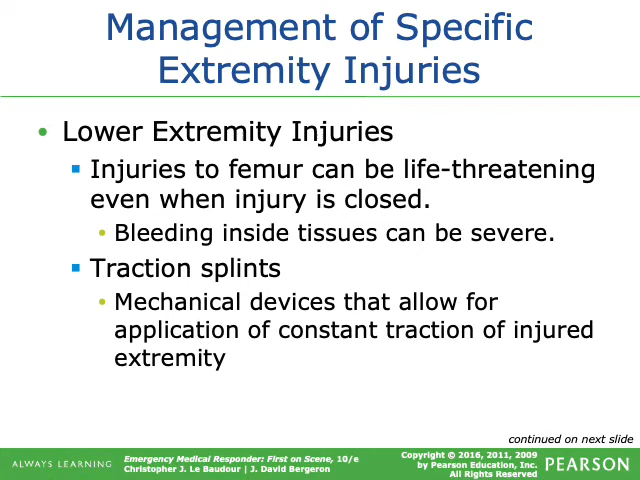 Management of Specific
Extremity Injuries
• Lower Extremity Injuries
▪ Injuries to femur can be life-threatening
even when injury is closed.
• Bleeding inside tissues can be severe.
▪ Traction splints
• Mechanical devices that allow for
application of constant traction of injured
extremity
continued on next slide
ALWAYS LEARNING
Emergency Medical Responder: First on Scene, 10/e
Christopher J. Le Baudour | J. David Bergeron
Copyright © 2016, 2011, 2009
by Pearson Education, Inc.
All Rights Reserved
PEARSON